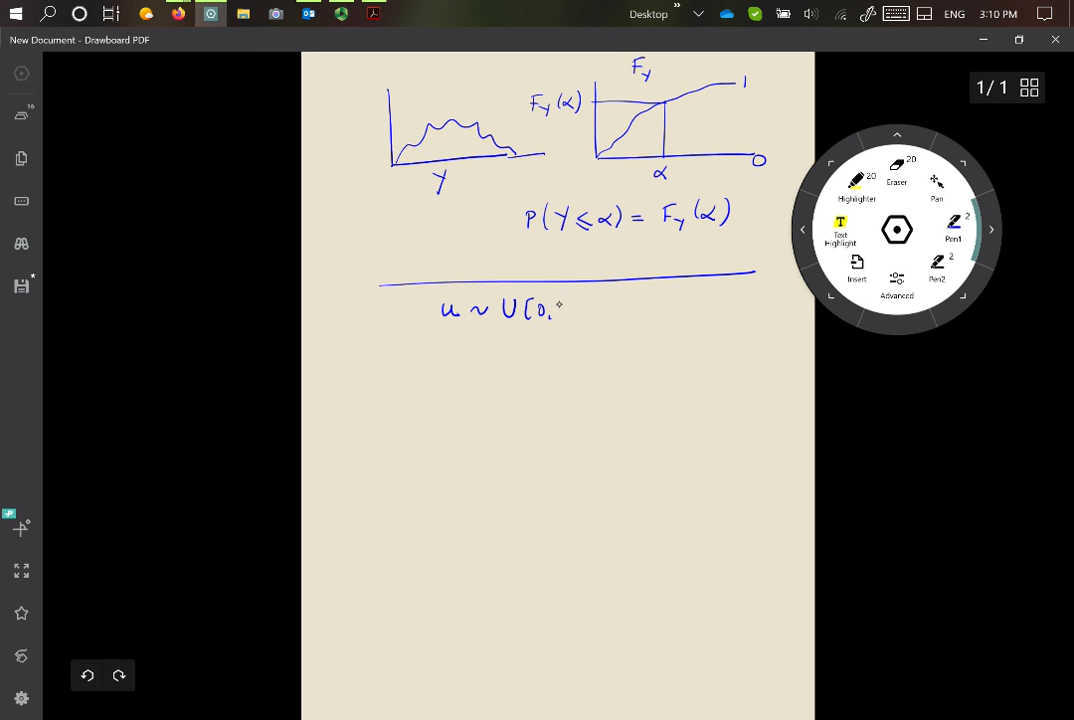 Desktop
»
ENG
3:10 PM
New Document - Drawboard PDF
16
1/1
20
Eraser
20
Highlighter
Pan
T
Text
Highlight
2
Pen1
Insert
2
Pen2
Advanced
F_Y
F_Y(α)
1
0
Y
α
P(Y ≤ α) = F_Y(α)
u ~ U[0,